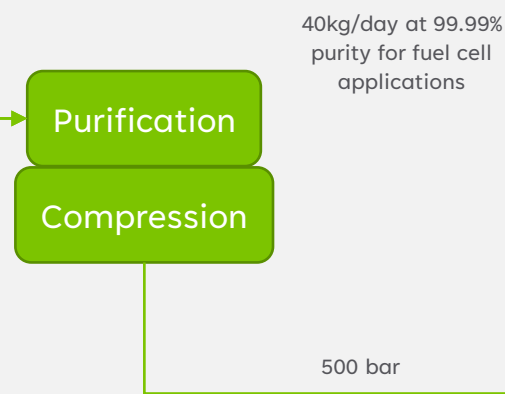 40kg/day at 99.99%
purity for fuel cell
applications
Purification
Compression
500 bar